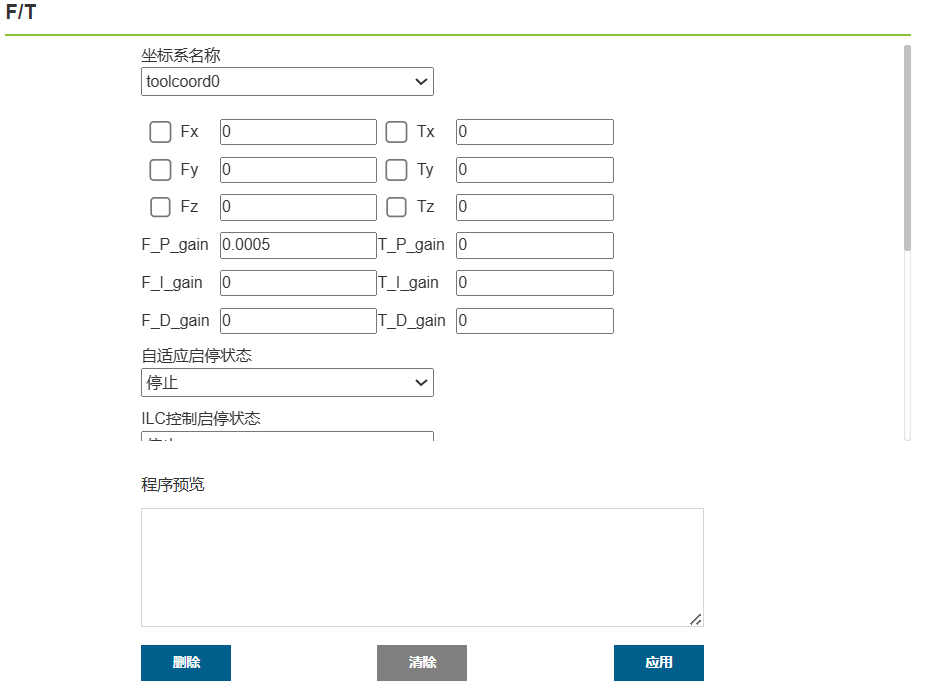 F/T
坐标系名称
toolcoord0
Fx 0 Tx 0
Fy 0 Ty 0
Fz 0 Tz 0
F_P_gain 0.0005 T_P_gain 0
F_I_gain 0 T_I_gain 0
F_D_gain 0 T_D_gain 0
自适应启停状态
停止
ILC控制启停状态
程序预览
删除 清除 应用